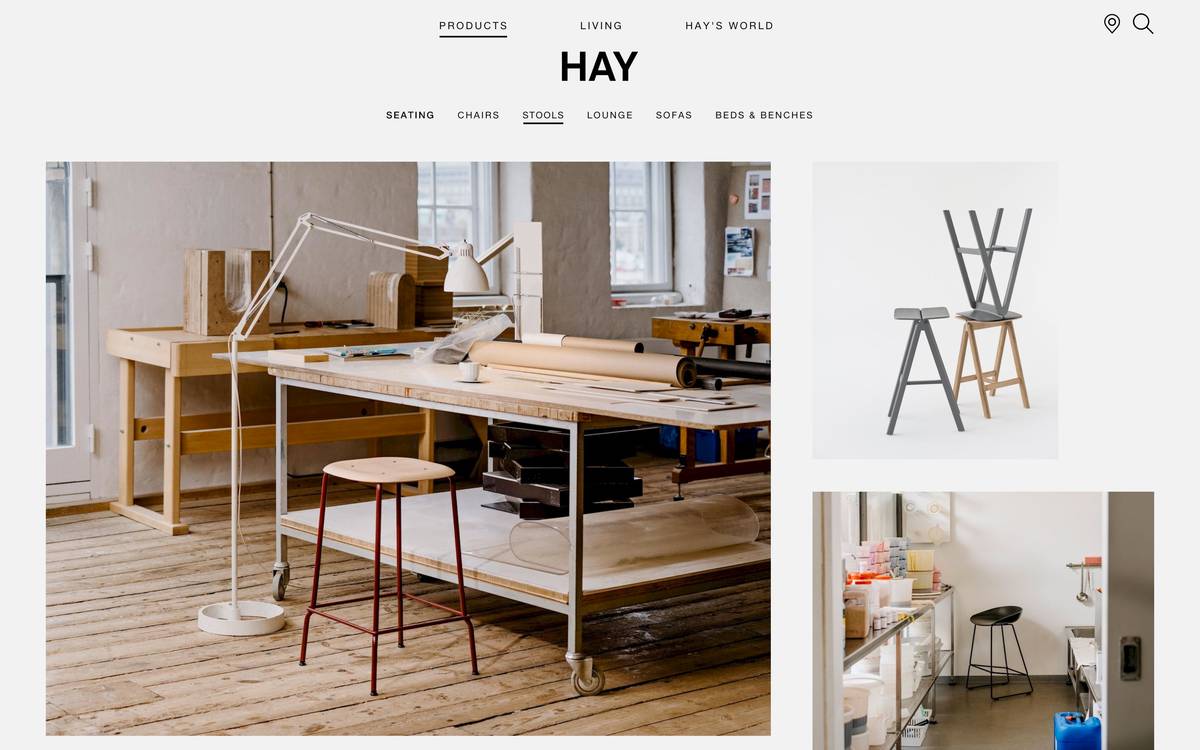 PRODUCTS LIVING HAY'S WORLD
HAY
SEATING CHAIRS STOOLS LOUNGE SOFAS BEDS & BENCHES